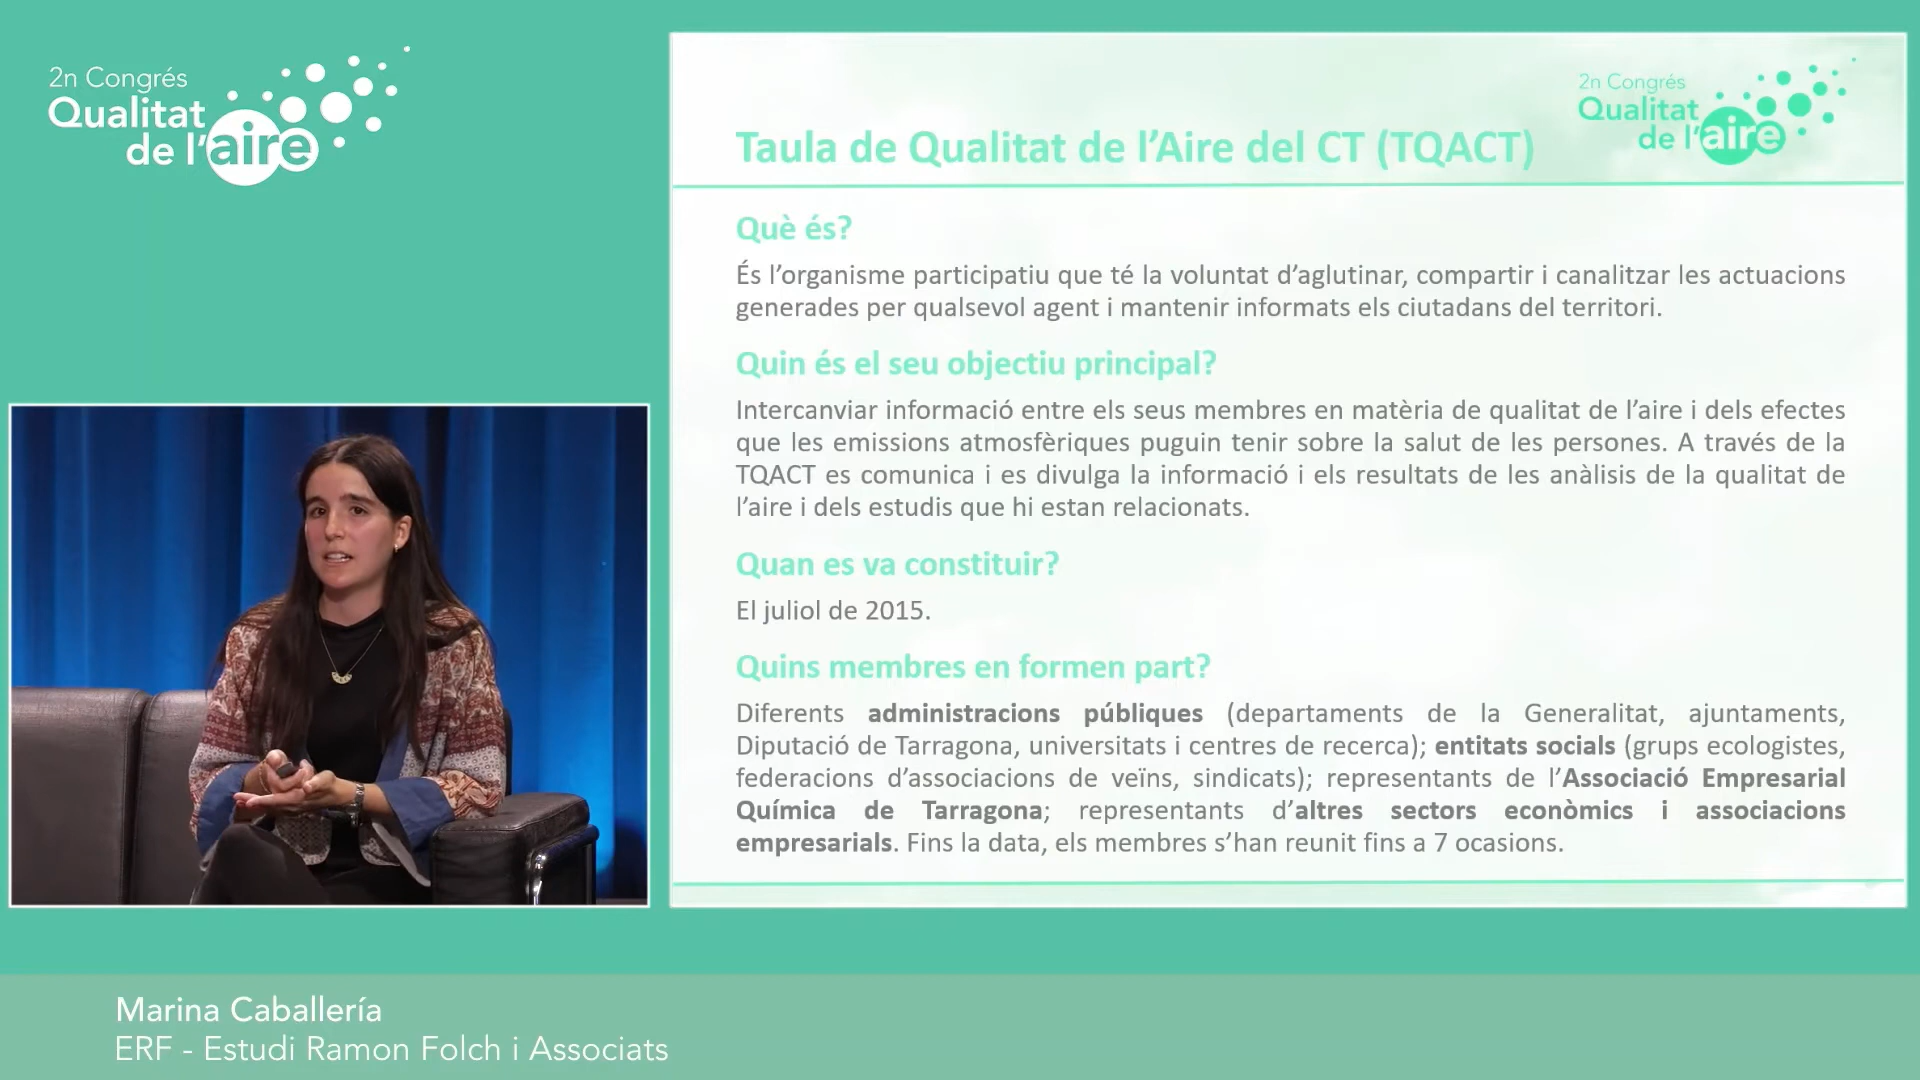 2n Congrés
Qualitat
de l'aire
2n Congrés
Qualitat
de l'aire
Taula de Qualitat de l'Aire del CT (TQACT)
Què és?
És l'organisme participatiu que té la voluntat d'aglutinar, compartir i canalitzar les actuacions
generades per qualsevol agent i mantenir informats els ciutadans del territori.
Quin és el seu objectiu principal?
Intercanviar informació entre els seus membres en matèria de qualitat de l'aire i dels efectes
que les emissions atmosfèriques puguin tenir sobre la salut de les persones. A través de la
TQACT es comunica i es divulga la informació i els resultats de les anàlisis de la qualitat de
l'aire i dels estudis que hi estan relacionats.
Quan es va constituir?
El juliol de 2015.
Quins membres en formen part?
Diferents administracions públiques (departaments de la Generalitat, ajuntaments,
Diputació de Tarragona, universitats i centres de recerca); entitats socials (grups ecologistes,
federacions d'associacions de veïns, sindicats); representants de l'Associació Empresarial
Química de Tarragona; representants d'altres sectors econòmics i associacions
empresarials. Fins la data, els membres s'han reunit fins a 7 ocasions.
Marina Caballería
ERF - Estudi Ramon Folch i Associats